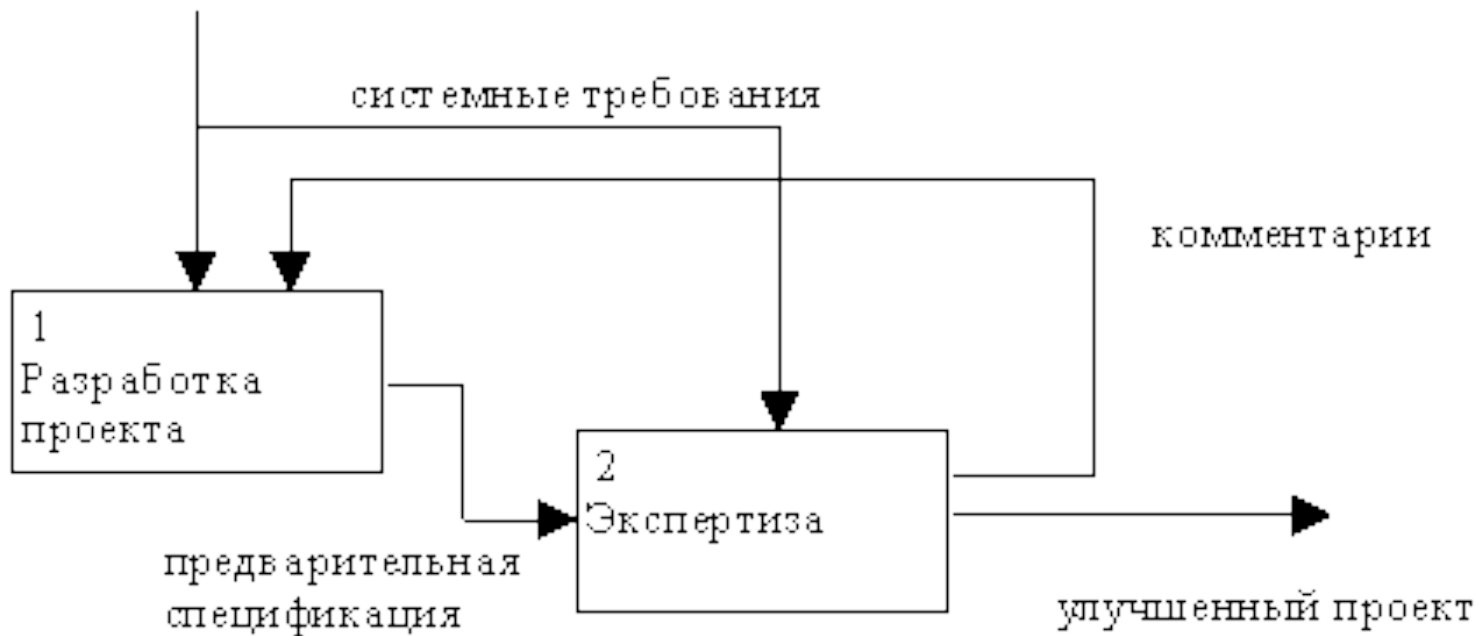 системные требования
комментарии
1
Разработка
проекта
2
Экспертиза
предварительная
спецификация
улучшенный проект